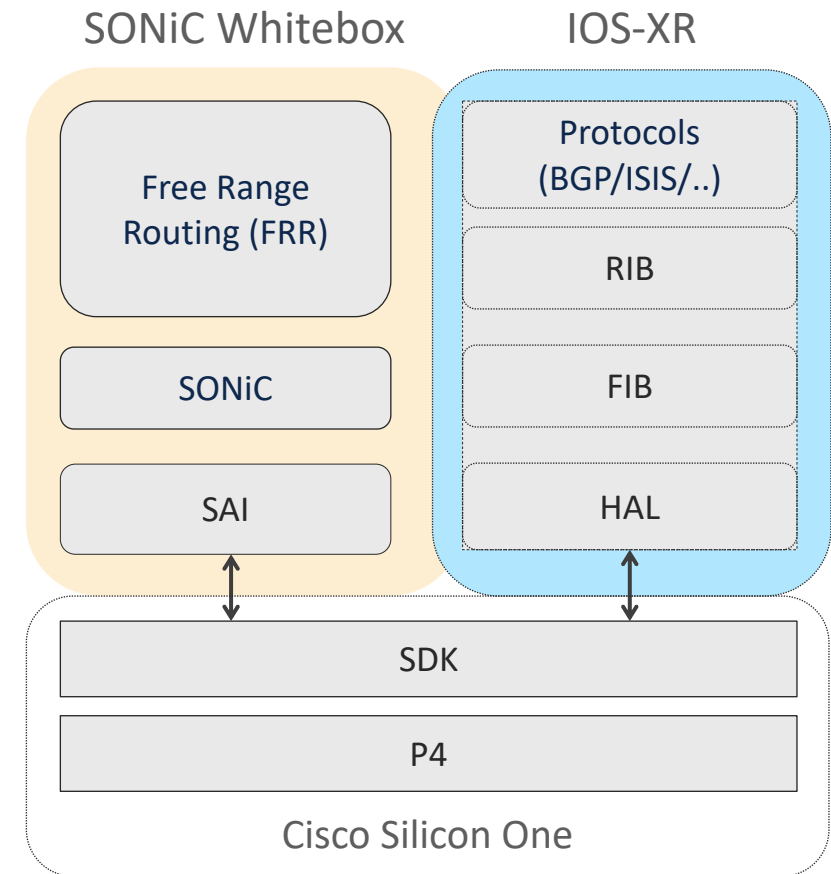 SONiC Whitebox
IOS-XR
Free Range
Routing (FRR)
SONiC
SAI
Protocols
(BGP/ISIS/..)
RIB
FIB
HAL
SDK
P4
Cisco Silicon One